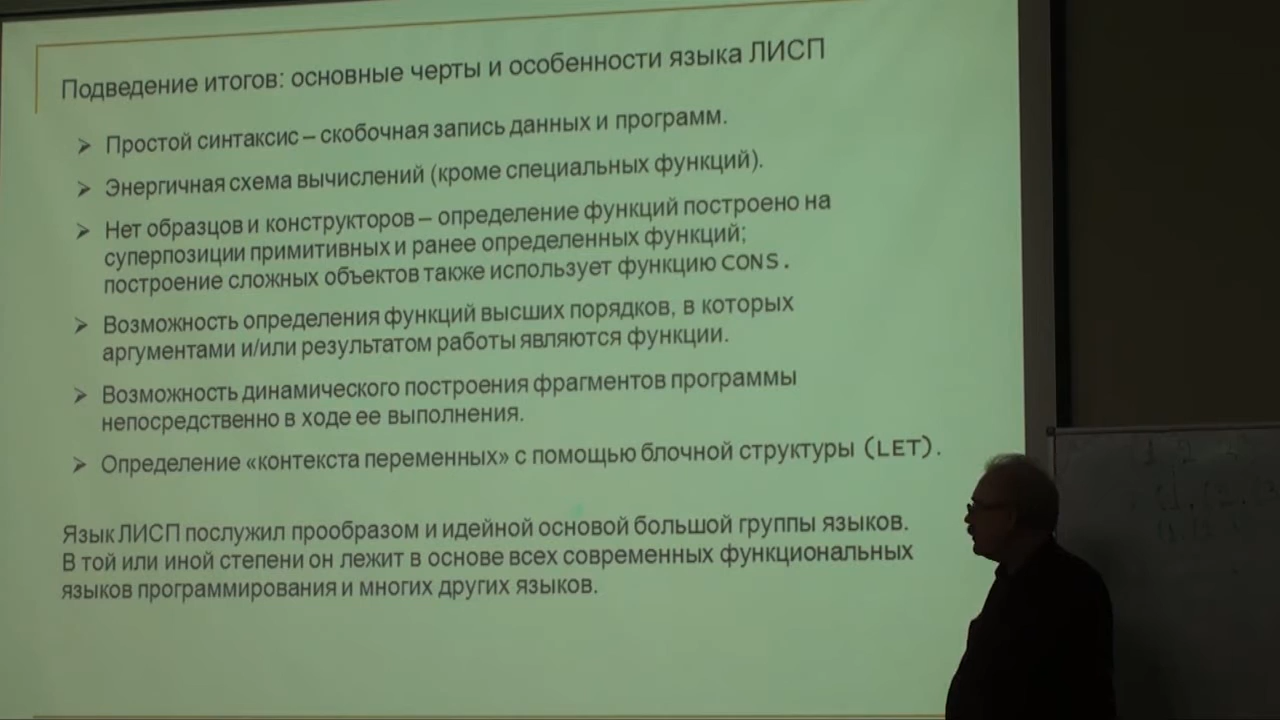 Подведение итогов: основные черты и особенности языка ЛИСП
Простой синтаксис – скобочная запись данных и программ.
Энергичная схема вычислений (кроме специальных функций).
Нет образцов и конструкторов – определение функций построено на
суперпозиции примитивных и ранее определенных функций;
построение сложных объектов также использует функцию CONS.
Возможность определения функций высших порядков, в которых
аргументами и/или результатом работы являются функции.
Возможность динамического построения фрагментов программы
непосредственно в ходе ее выполнения.
Определение «контекста переменных» с помощью блочной структуры (LET).
Язык ЛИСП послужил прообразом и идейной основой большой группы языков.
В той или иной степени он лежит в основе всех современных функциональных
языков программирования и многих других языков.